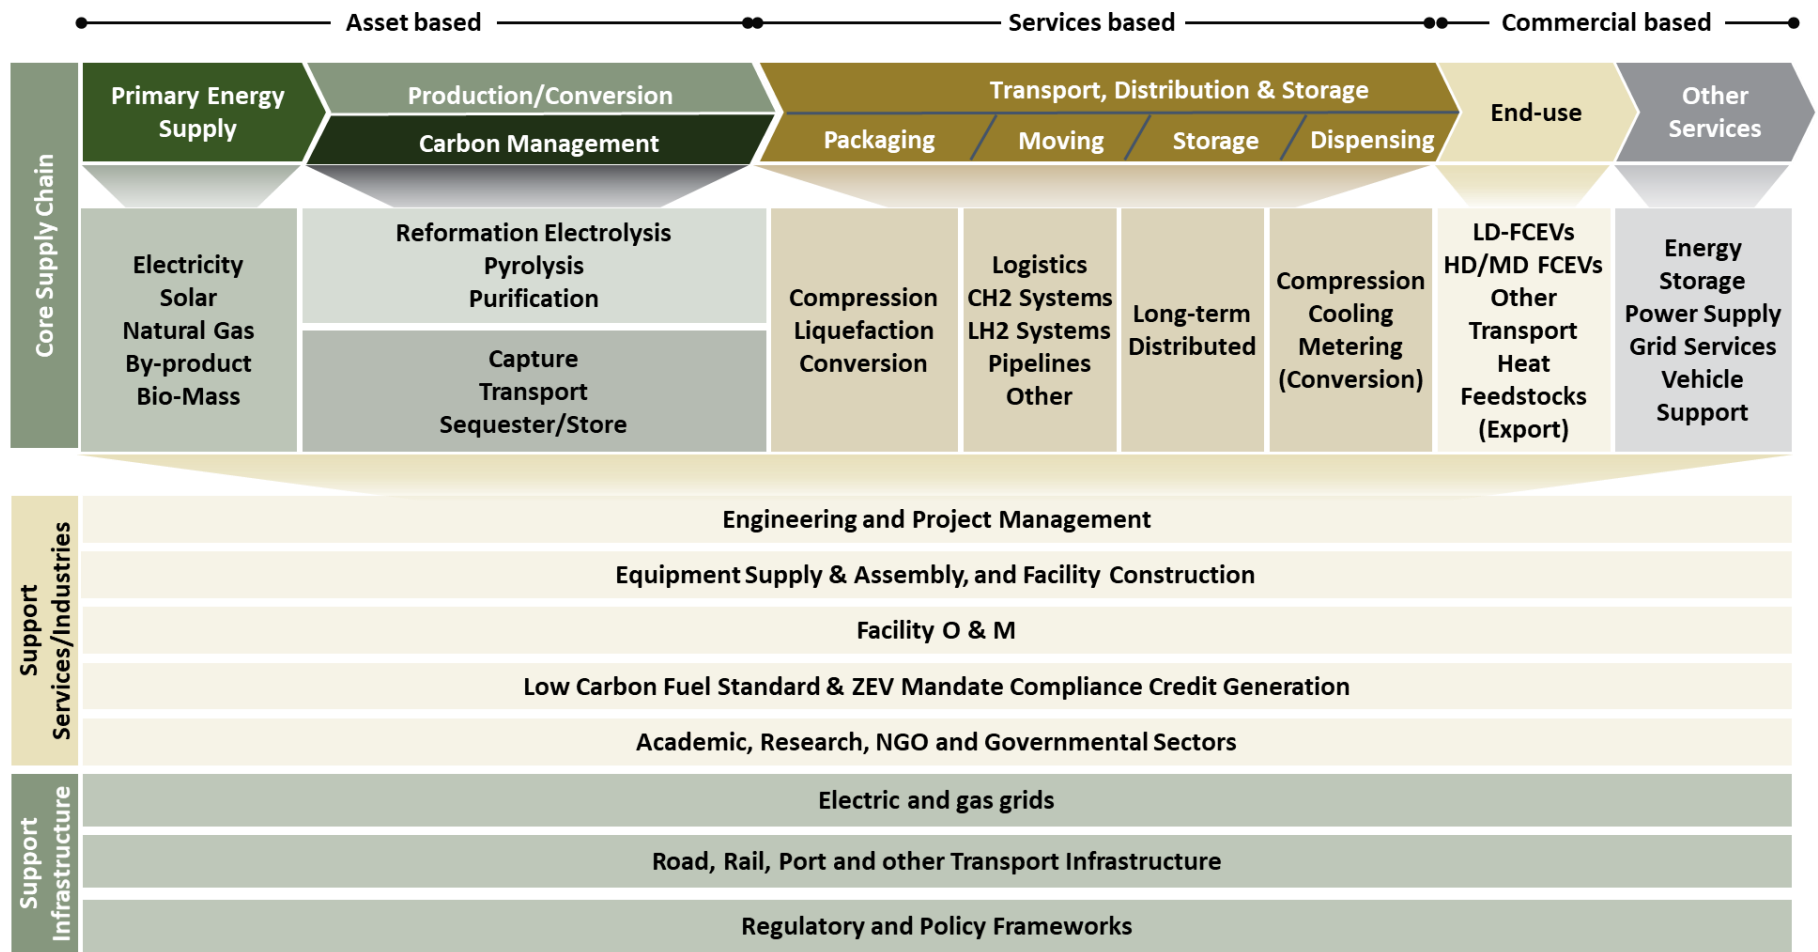 Asset based
Services based
Commercial based
Core Supply Chain
Primary Energy
Supply
Production/Conversion
Carbon Management
Transport, Distribution & Storage
Packaging
Moving
Storage
Dispensing
End-use
Other
Services
Electricity
Solar
Natural Gas
By-product
Bio-Mass
Reformation Electrolysis
Pyrolysis
Purification
Capture
Transport
Sequester/Store
Compression
Liquefaction
Conversion
Logistics
CH2 Systems
LH2 Systems
Pipelines
Other
Long-term
Distributed
Compression
Cooling
Metering
(Conversion)
LD-FCEVs
HD/MD FCEVs
Other
Transport
Heat
Feedstocks
(Export)
Energy
Storage
Power Supply
Grid Services
Vehicle
Support
Support
Services/Industries
Engineering and Project Management
Equipment Supply & Assembly, and Facility Construction
Facility O & M
Low Carbon Fuel Standard & ZEV Mandate Compliance Credit Generation
Academic, Research, NGO and Governmental Sectors
Support
Infrastructure
Electric and gas grids
Road, Rail, Port and other Transport Infrastructure
Regulatory and Policy Frameworks